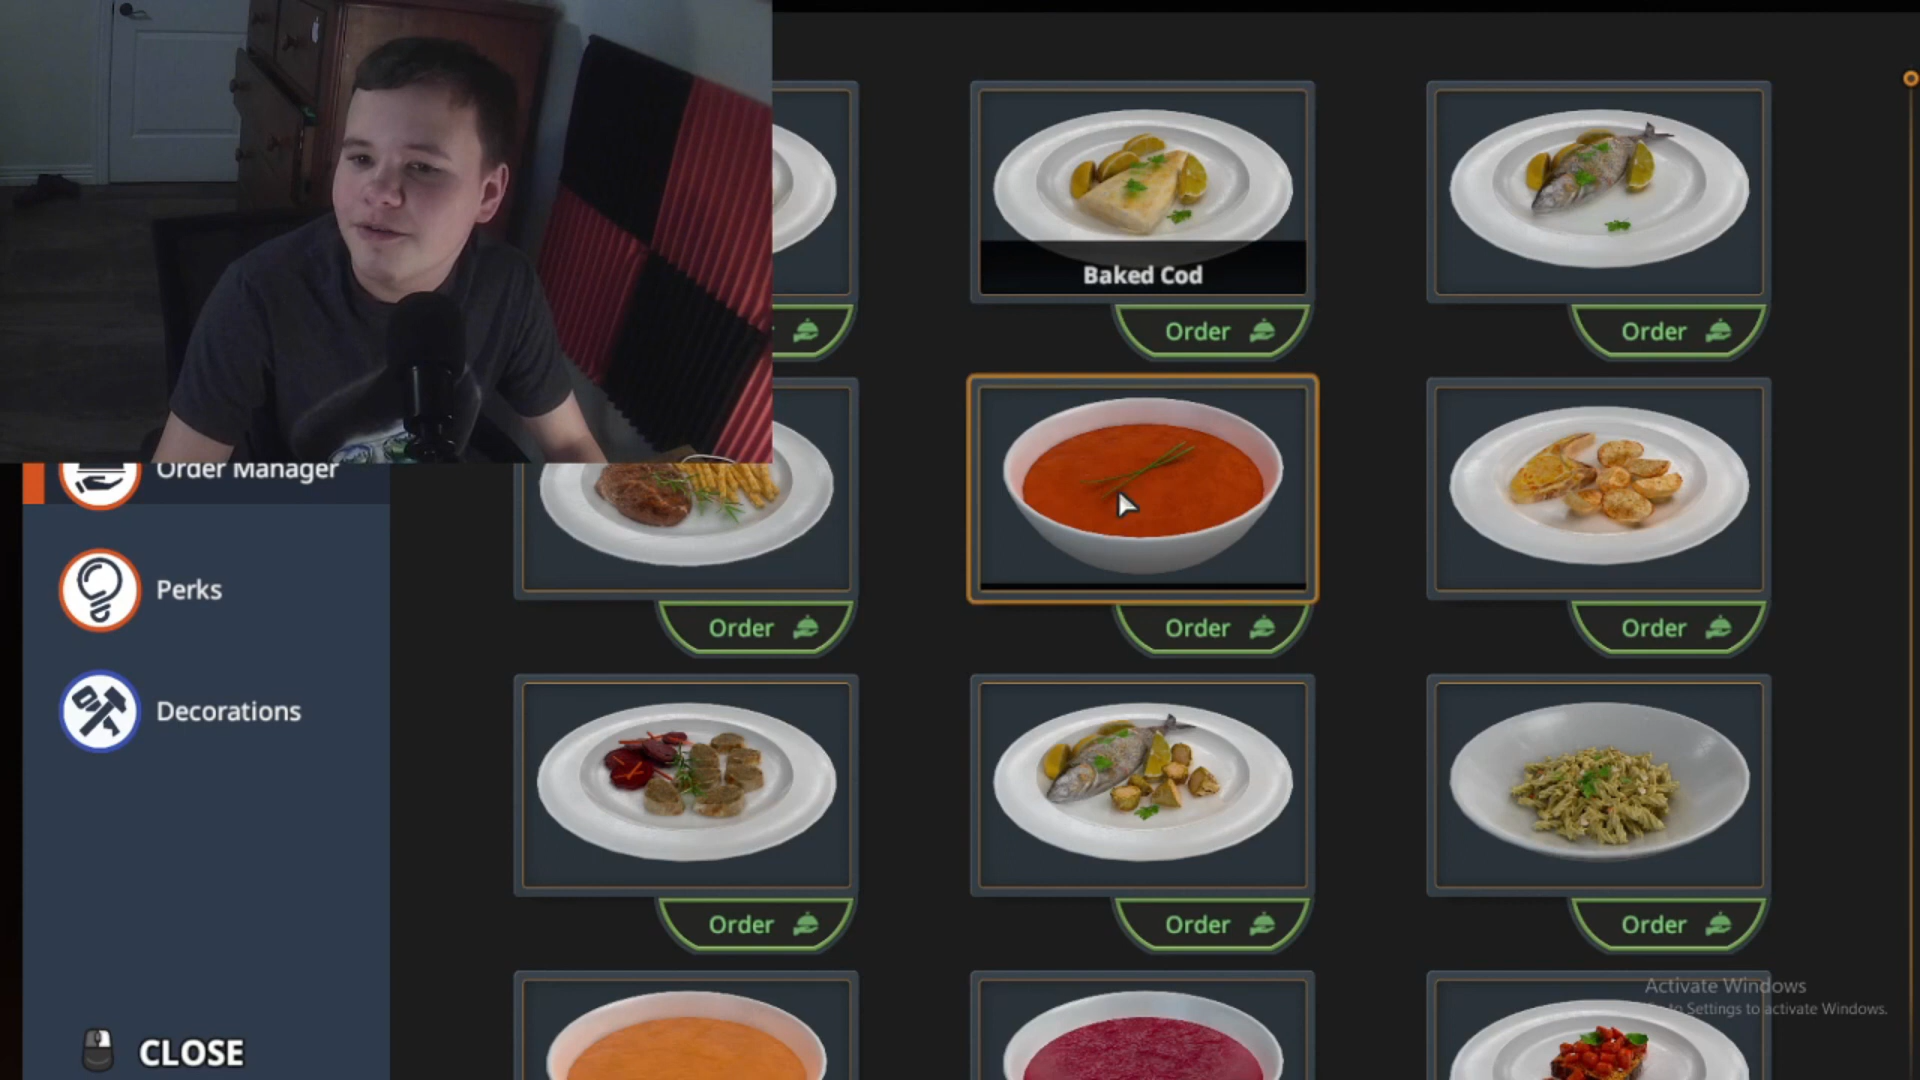 Baked Cod
Order
Order
Order Manager
Perks
Decorations
Order
Order
Order
Order
Order
Order
CLOSE
Activate Windows
Go to Settings to activate Windows.